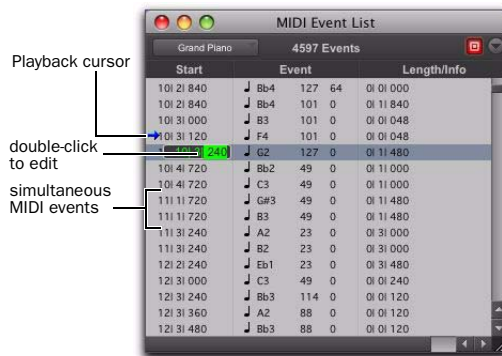 MIDI Event List
Grand Piano 4597 Events
Start Event Length/Info
10| 2| 840 Bb4 127 64 0| 0| 000
10| 2| 840 Bb4 101 0 0| 1| 840
10| 3| 000 B3 101 0 0| 0| 048
10| 3| 120 F4 101 0 0| 0| 048
10| 3| 240 G2 127 0 0| 1| 480
10| 4| 720 Bb2 49 0 0| 1| 000
10| 4| 720 C3 49 0 0| 1| 000
11| 1| 720 G#3 49 0 0| 1| 480
11| 1| 720 B3 49 0 0| 1| 480
11| 3| 240 A2 23 0 0| 3| 000
11| 3| 240 B2 23 0 0| 3| 000
12| 2| 240 Eb1 23 0 0| 3| 480
12| 3| 000 C3 49 0 0| 0| 240
12| 3| 240 Bb3 114 0 0| 0| 120
12| 3| 360 A2 88 0 0| 0| 120
12| 3| 480 Bb3 88 0 0| 0| 120
Playback cursor
double-click
to edit
simultaneous
MIDI events